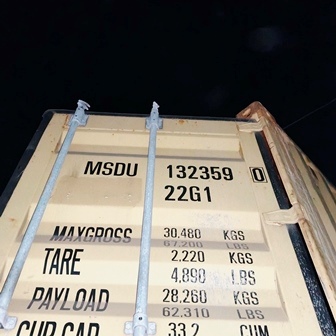 MSDU 132359 0
22G1
MAXGROSS 30.480 KGS
67.200 LBS
TARE 2.220 KGS
4.890 LBS
PAYLOAD 28.260 KGS
62.310 LBS
CUB.CAP. 33.2 CUM